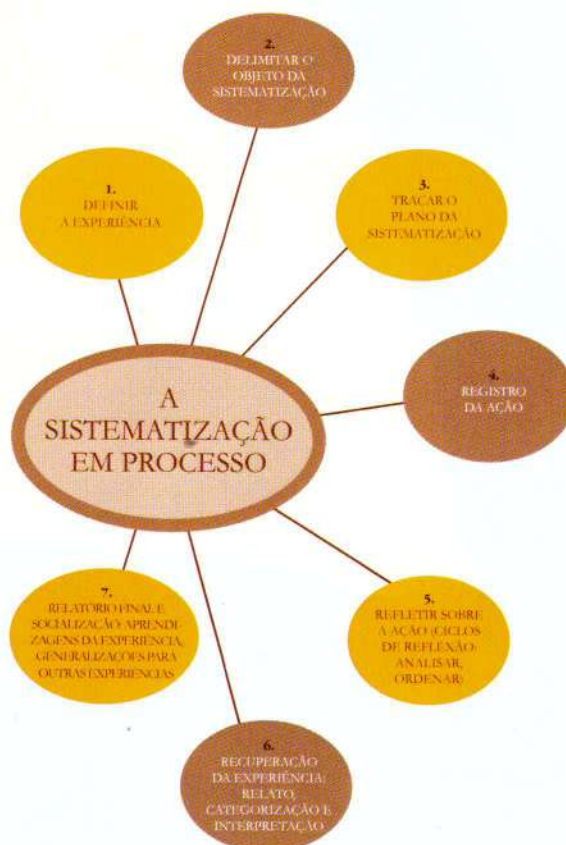 2.
DELIMITAR O
OBJETO DA
SISTEMATIZAÇÃO
1.
DEFINIR
A EXPERIÊNCIA
3.
TRAÇAR O
PLANO DA
SISTEMATIZAÇÃO
A
SISTEMATIZAÇÃO
EM PROCESSO
4.
REGISTRO
DA AÇÃO
5.
REFLETIR SOBRE
A AÇÃO (CICLOS
DE REFLEXÃO:
ANALISAR,
ORDENAR)
6.
RECUPERAÇÃO
DA EXPERIÊNCIA:
RELATO,
CATEGORIZAÇÃO E
INTERPRETAÇÃO
7.
RELATÓRIO FINAL E
SOCIALIZAÇÃO: APRENDI-
ZAGENS DA EXPERIÊNCIA,
GENERALIZAÇÕES PARA
OUTRAS EXPERIÊNCIAS